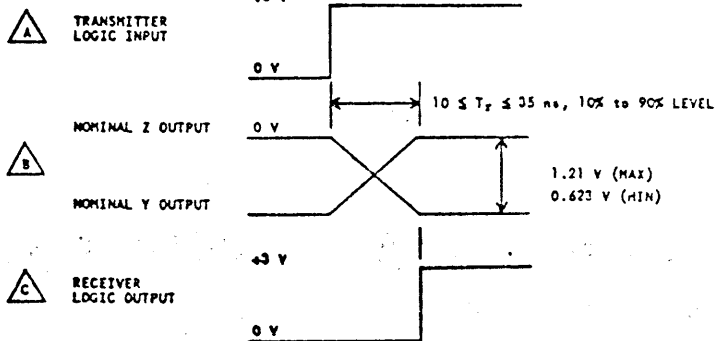 A TRANSMITTER
LOGIC INPUT
0 V
10 ≤ Tr ≤ 35 ns, 10% to 90% LEVEL
NOMINAL Z OUTPUT 0 V
B
1.21 V (MAX)
0.623 V (MIN)
NOMINAL Y OUTPUT
+3 V
C RECEIVER
LOGIC OUTPUT
0 V